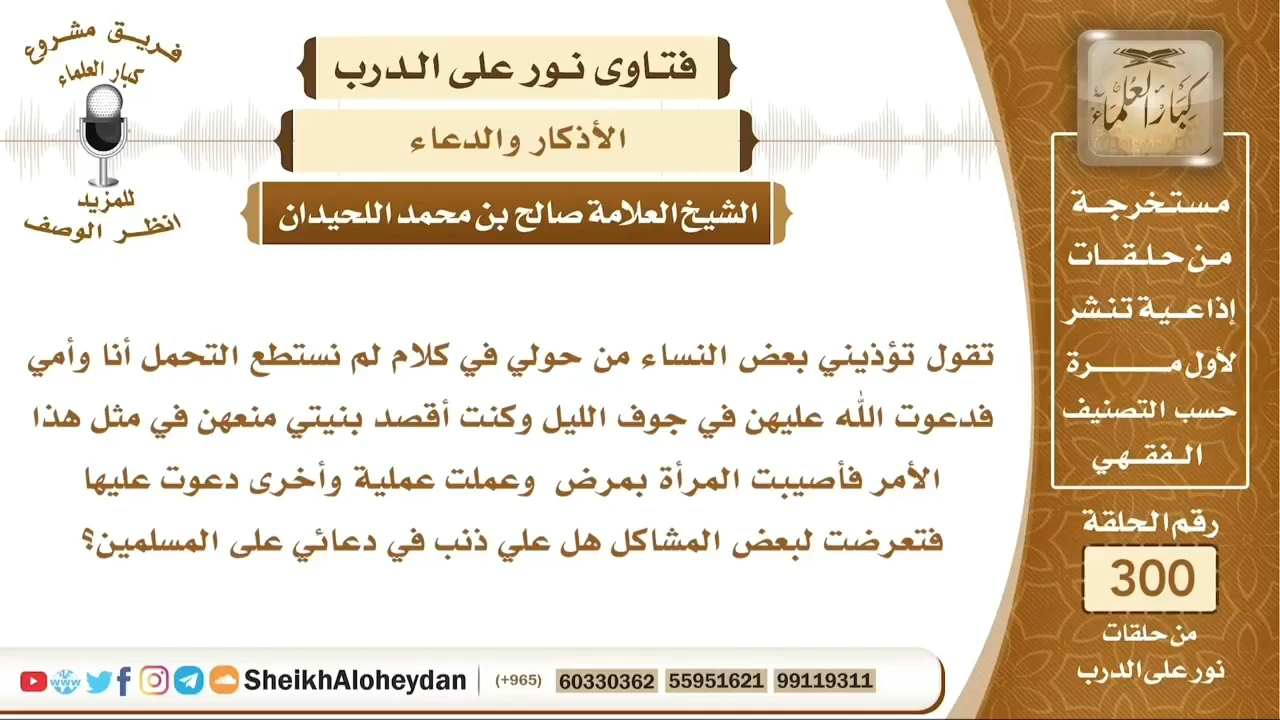 فريق مشروع
كبار العلماء
للمزيد
انظر الوصف
فتاوى نور على الدرب
الأذكار والدعاء
الشيخ العلامة صالح بن محمد اللحيدان
تقول تؤذيني بعض النساء من حولي في كلام لم نستطع التحمل أنا وأمي
فدعوت الله عليهن في جوف الليل وكنت أقصد بنيتي منعهن في مثل هذا
الأمر فأصيبت المرأة بمرض وعملت عملية وأخرى دعوت عليها
فتعرضت لبعض المشاكل هل علي ذنب في دعائي على المسلمين؟
كبار العلماء
مستخرجة
من حلقات
إذاعية تنشر
لأول مرة
حسب التصنيف
الفقهي
رقم الحلقة
300
من حلقات
نور على الدرب
www SheikhAloheydan (+965) 60330362 55951621 99119311